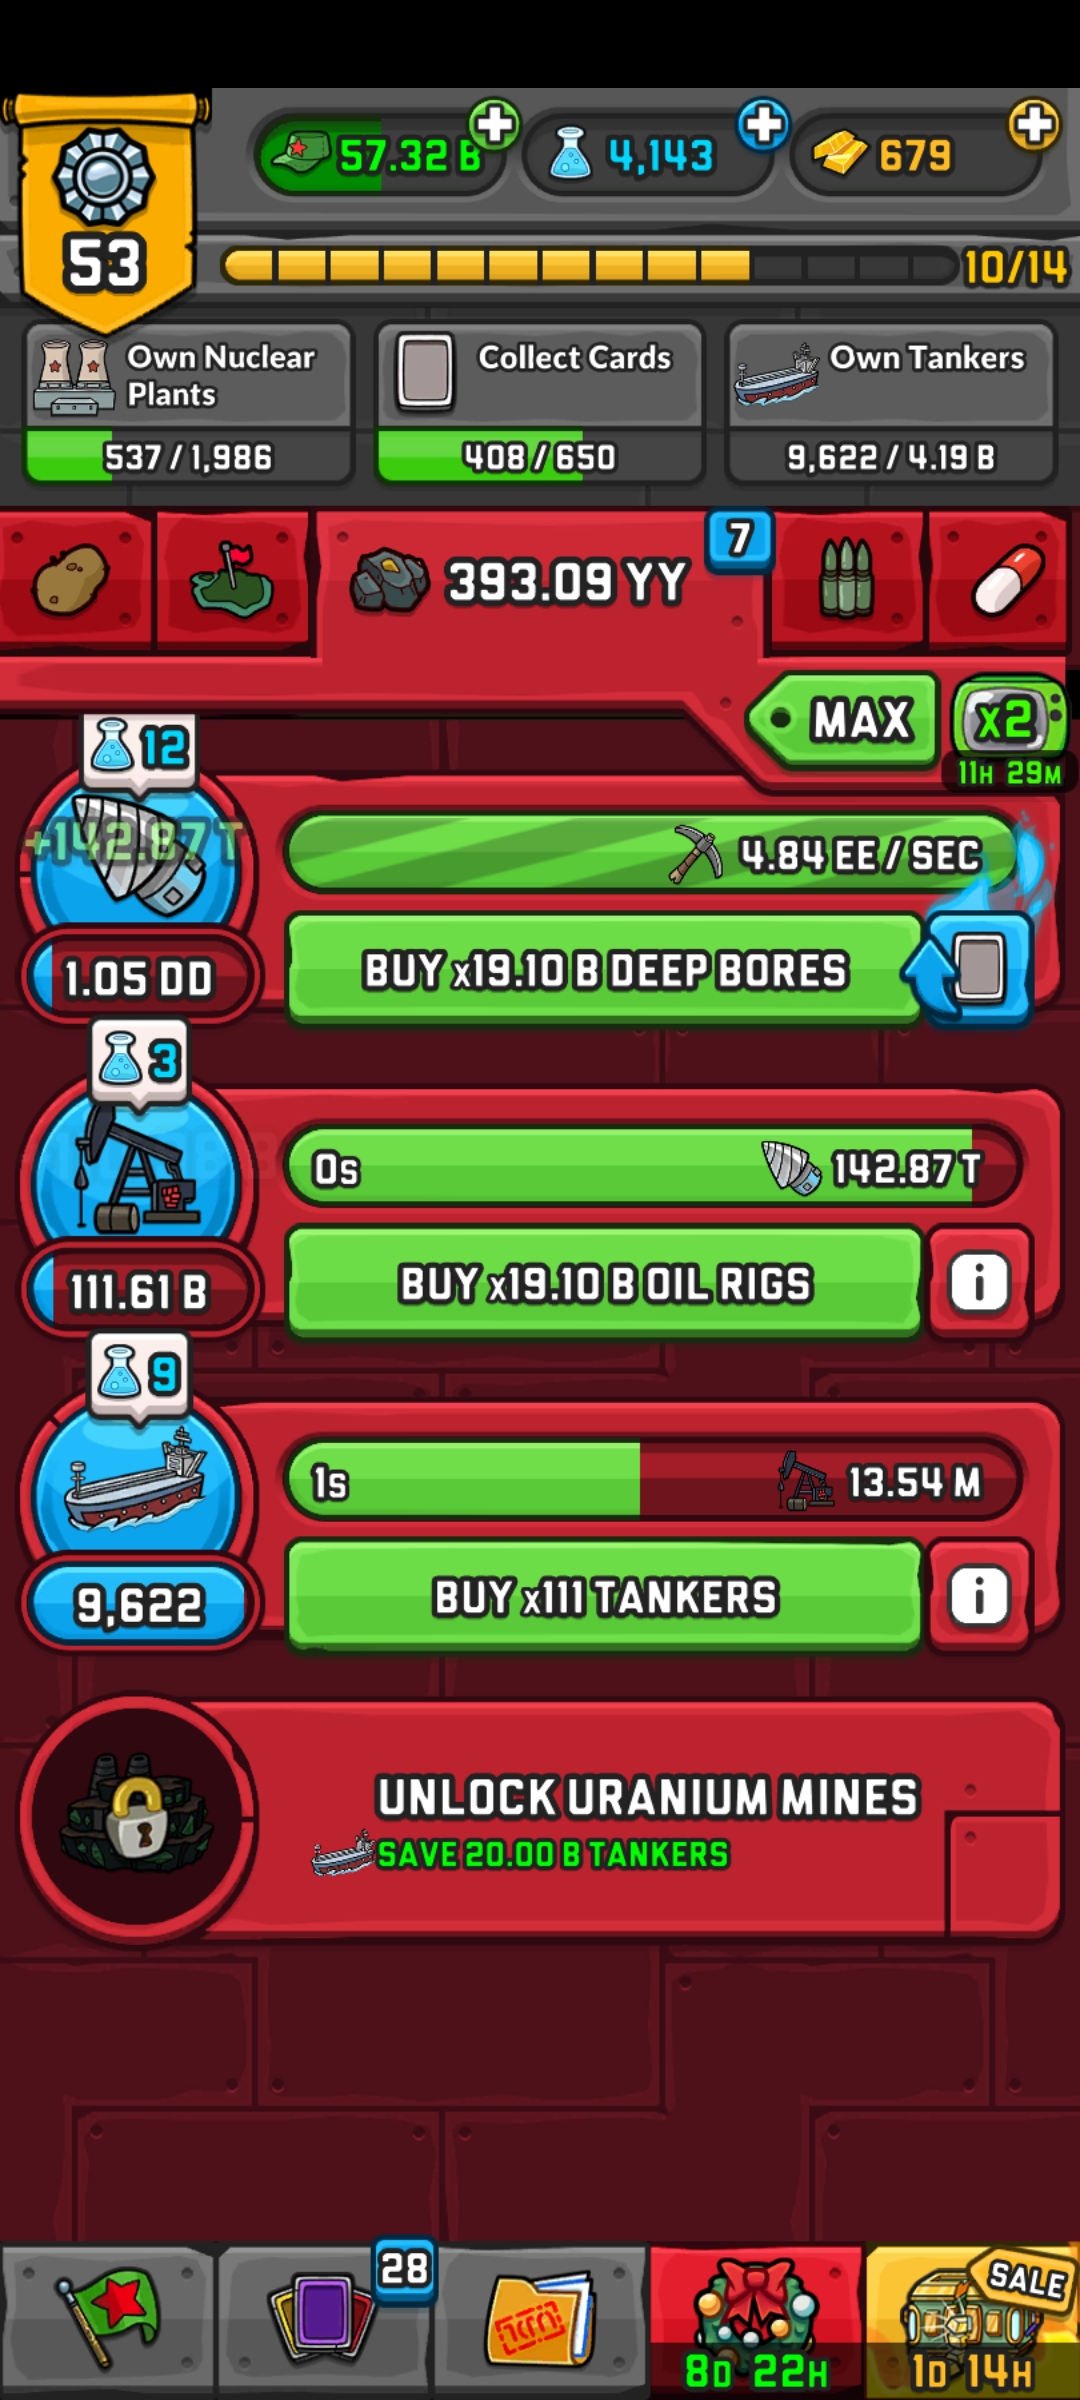 57.32 B
4,143
679
53
10/14
Own Nuclear
Plants
Collect Cards
Own Tankers
537 / 1,986
408 / 650
9,622 / 4.19 B
393.09 YY
7
MAX
x2
11H 29M
12
+142.87 T
4.84 EE / SEC
1.05 DD
BUY x19.10 B DEEP BORES
3
0s
142.87 T
111.61 B
BUY x19.10 B OIL RIGS
i
9
1s
13.54 M
9,622
BUY x111 TANKERS
i
UNLOCK URANIUM MINES
SAVE 20.00 B TANKERS
28
SALE
8D 22H
1D 14H